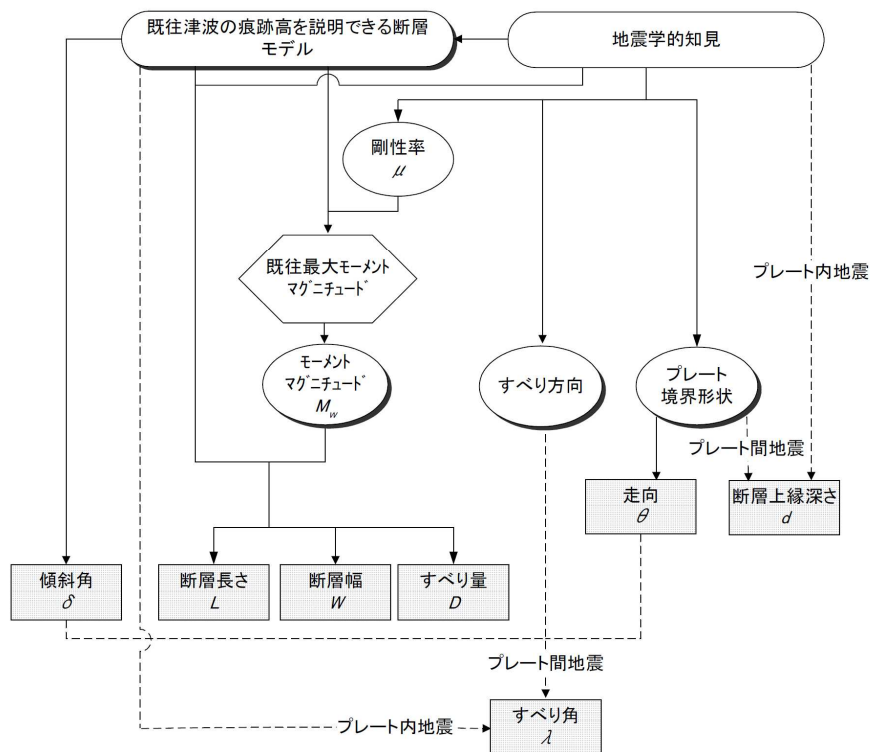 既往津波の痕跡高を説明できる断層
モデル
地震学的知見
剛性率
μ
既往最大ﾓｰﾒﾝﾄ
ﾏｸﾞﾆﾁｭｰﾄﾞ
プレート内地震
ﾓｰﾒﾝﾄ
ﾏｸﾞﾆﾁｭｰﾄﾞ
Mw
すべり方向
プレート
境界形状
プレート間地震
走向
θ
断層上縁深さ
d
傾斜角
δ
断層長さ
L
断層幅
W
すべり量
D
プレート間地震
プレート内地震
すべり角
λ